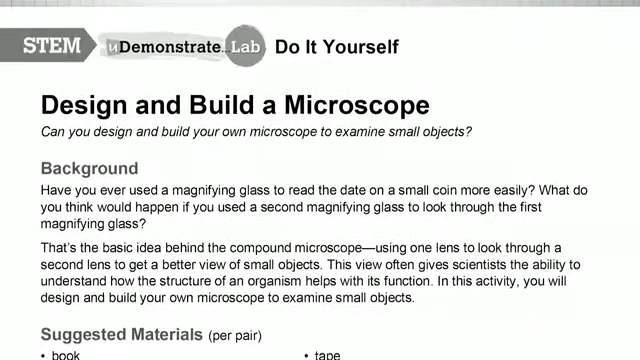 STEM uDemonstrate Lab Do It Yourself
Design and Build a Microscope
Can you design and build your own microscope to examine small objects?
Background
Have you ever used a magnifying glass to read the date on a small coin more easily? What do
you think would happen if you used a second magnifying glass to look through the first
magnifying glass?
That's the basic idea behind the compound microscope—using one lens to look through a
second lens to get a better view of small objects. This view often gives scientists the ability to
understand how the structure of an organism helps with its function. In this activity, you will
design and build your own microscope to examine small objects.
Suggested Materials (per pair)
• book • tape